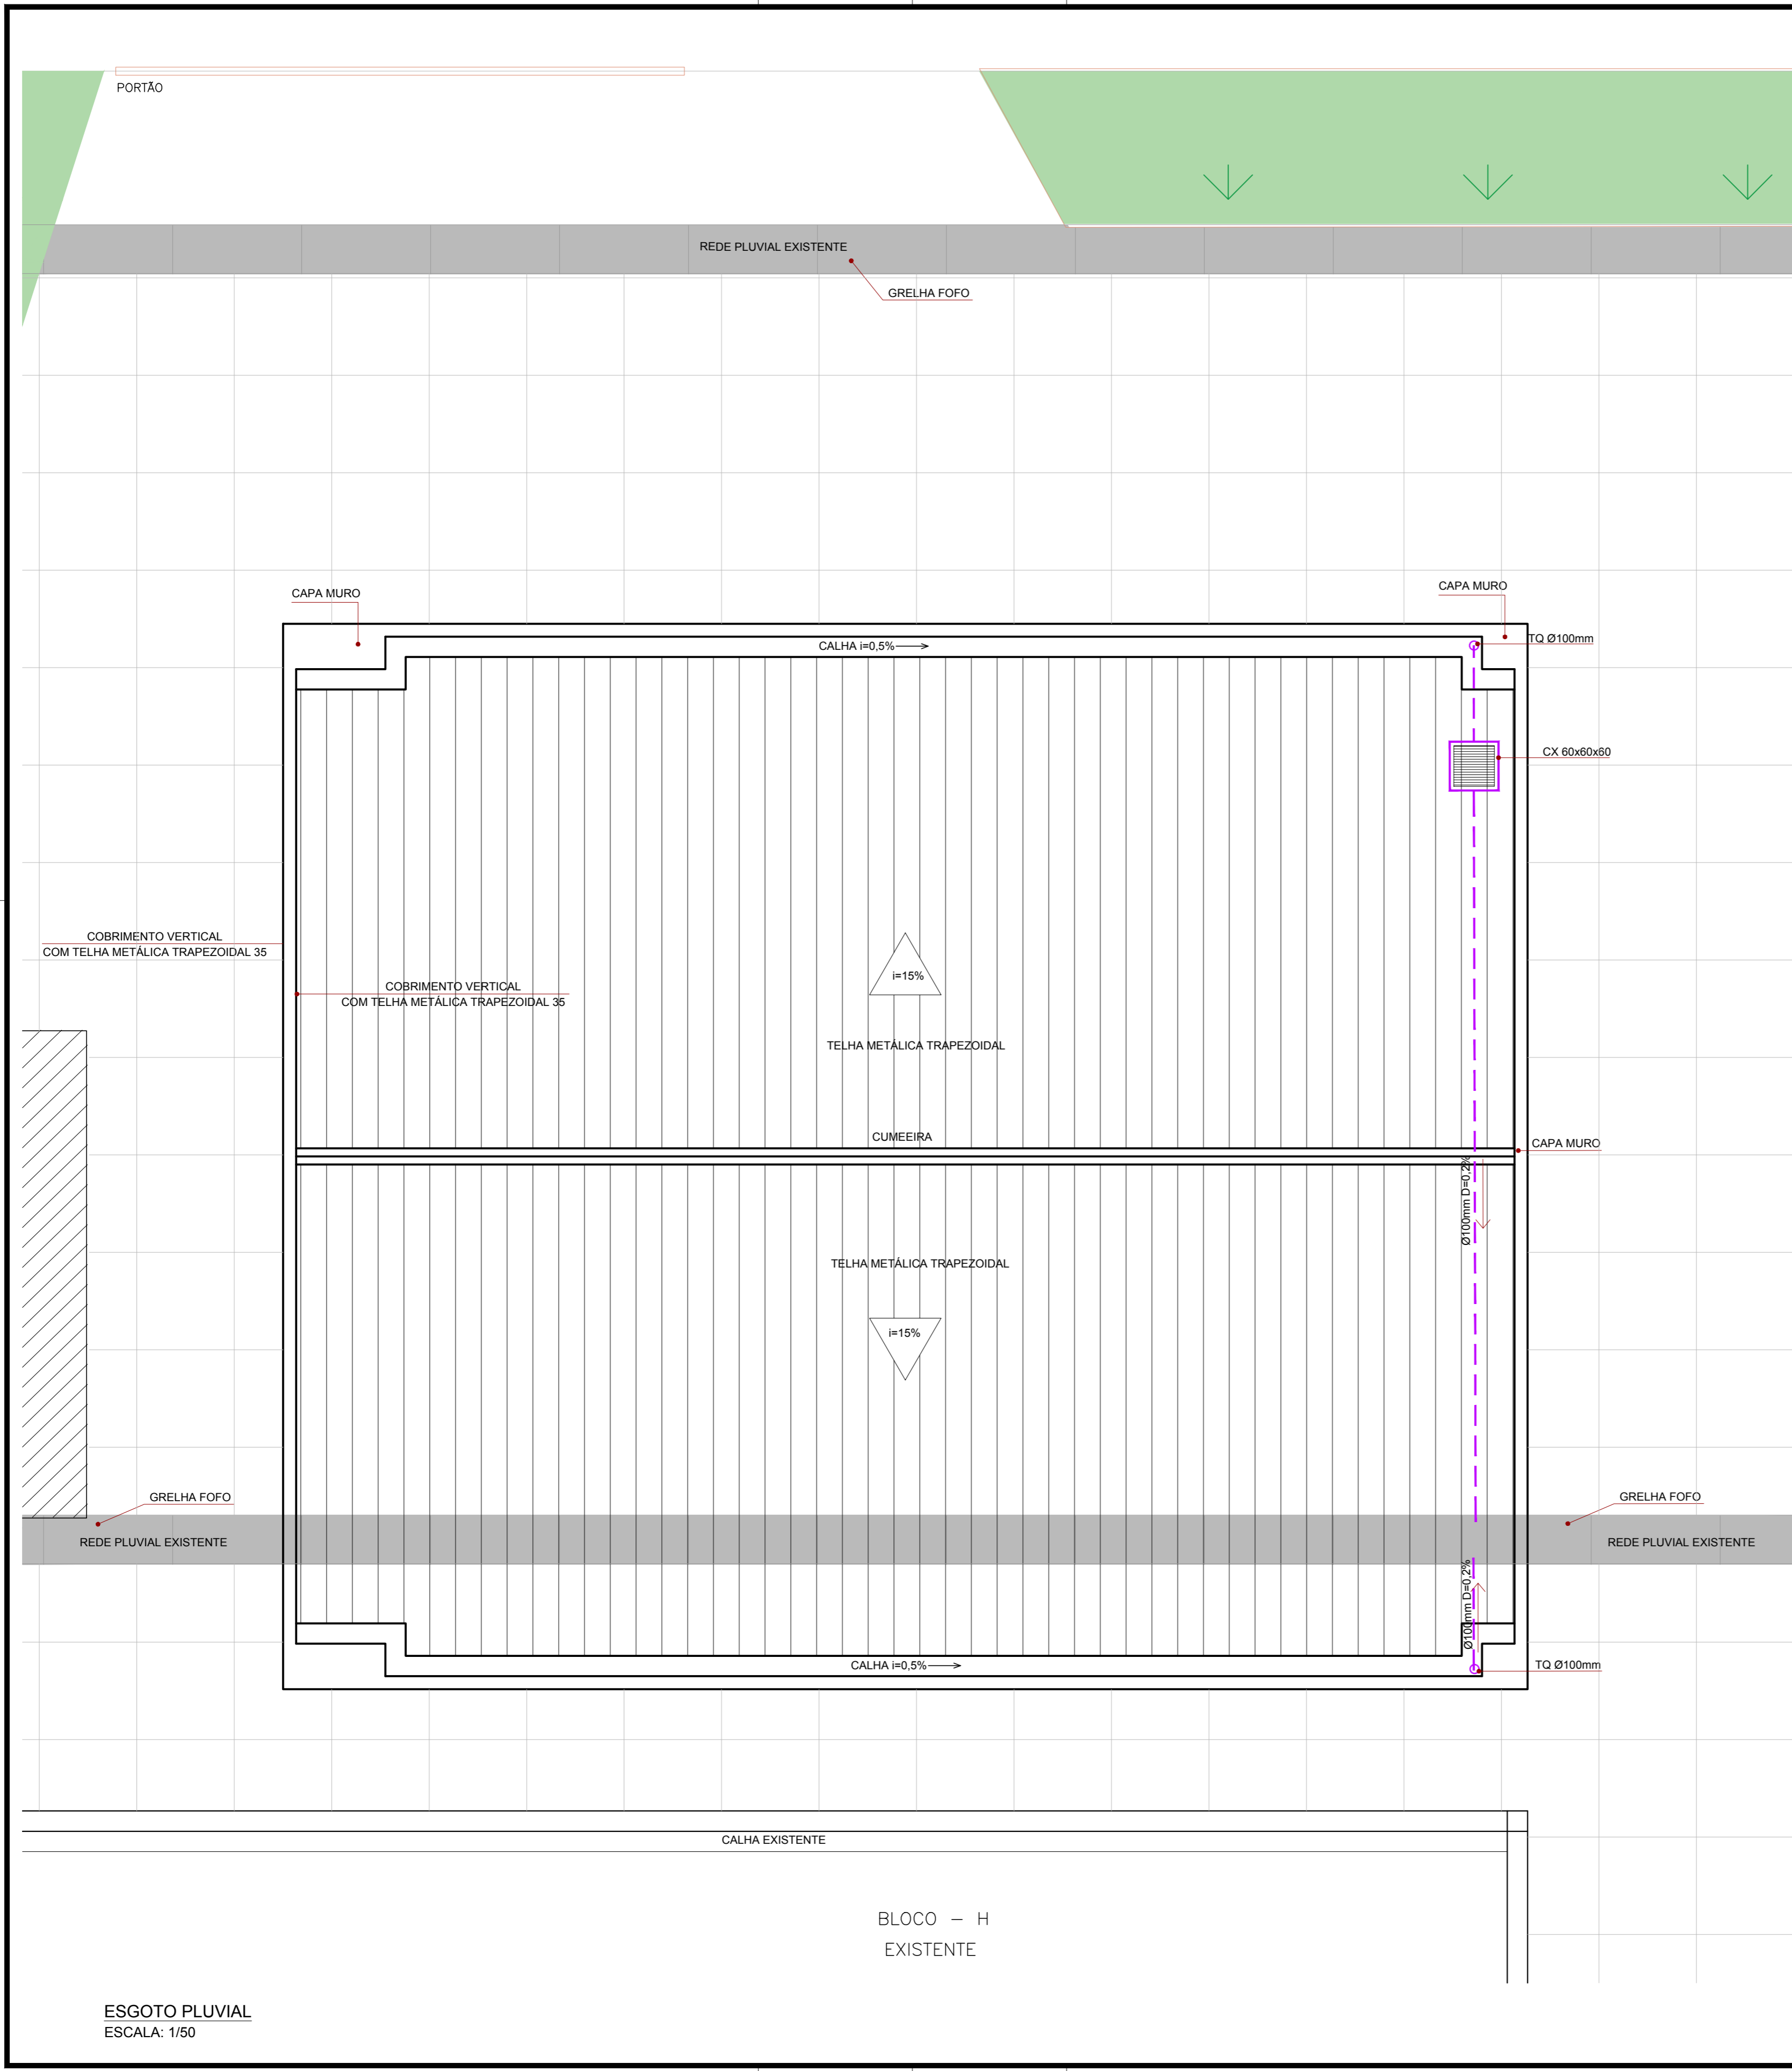 PORTÃO
REDE PLUVIAL EXISTENTE
GRELHA FOFO
CAPA MURO
CAPA MURO
TQ Ø100mm
CALHA i=0,5%
CX 60x60x60
COBRIMENTO VERTICAL
COM TELHA METÁLICA TRAPEZOIDAL 35
i=15%
COBRIMENTO VERTICAL
COM TELHA METÁLICA TRAPEZOIDAL 35
TELHA METÁLICA TRAPEZOIDAL
CUMEEIRA
CAPA MURO
Ø100mm D=0,2%
TELHA METÁLICA TRAPEZOIDAL
i=15%
GRELHA FOFO
GRELHA FOFO
REDE PLUVIAL EXISTENTE
REDE PLUVIAL EXISTENTE
Ø100mm D=0,2%
CALHA i=0,5%
TQ Ø100mm
CALHA EXISTENTE
BLOCO - H
EXISTENTE
ESGOTO PLUVIAL
ESCALA: 1/50